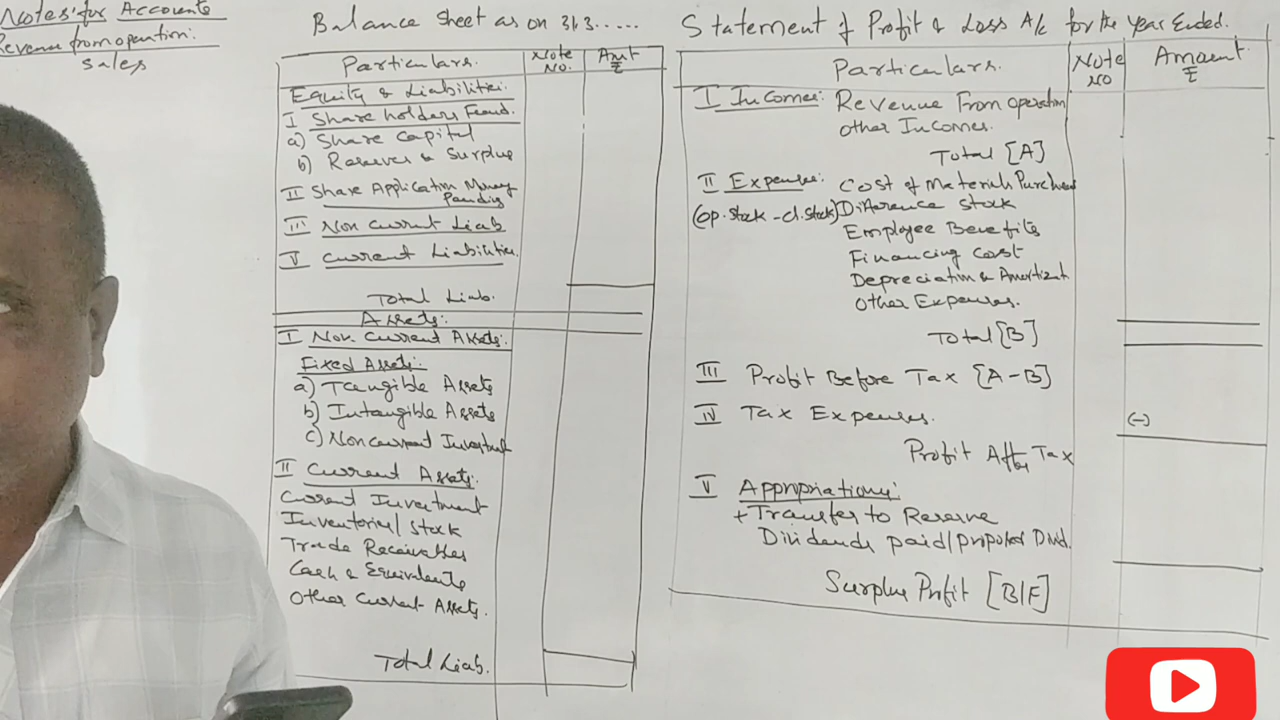 Notes for Accounts
Revenue from operation:
Sales
Balance Sheet as on 31.3......
Particulars.
Note No.
Amt ₹
Equity & Liabilities:
I Share holders Fund.
a) Share Capital
b) Reserves & Surplus
II Share Application Money
Pending
III Non Current Liab
V Current Liabilities.
Total Liab.
Assets:
I Non. Current Assets:
Fixed Assets:
a) Tangible Assets
b) Intangible Assets
c) Non current Investment
II Current Assets:
Current Investment
Inventories/Stock
Trade Receivables
Cash & Equivalents
Other Current Assets.
Total Liab.
Statement of Profit & Loss A/c for the year Ended.
Particulars.
Note No
Amount ₹
I Incomes: Revenue From operation
Other Incomes.
Total [A]
II Expenses: Cost of Materials Purchased
(op. Stock - cl. Stock) Difference Stock
Employee Benefits
Financing Cost
Depreciation & Amortizat
Other Expenses.
Total [B]
III Profit Before Tax [A-B]
IV Tax Expenses. (-)
Profit After Tax
V Appropriations:
+ Transfer to Reserve
Dividends paid/proposed Divid.
Surplus Profit [B/F]